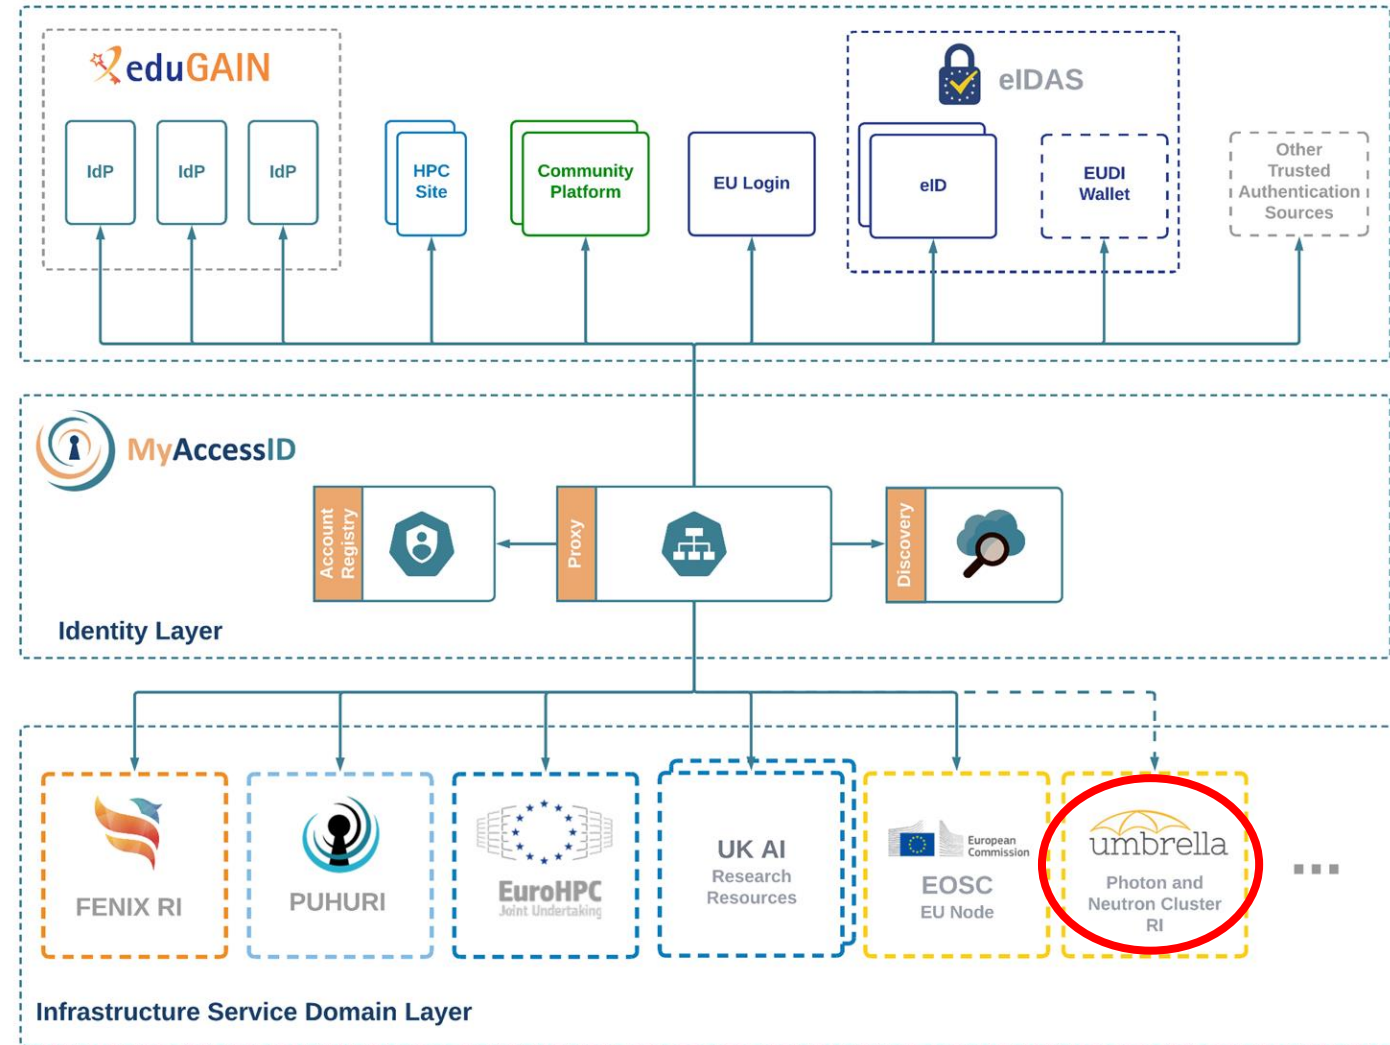 eduGAIN
eIDAS
IdP
IdP
IdP
HPC
Site
Community
Platform
EU Login
eID
EUDI
Wallet
Other
Trusted
Authentication
Sources
MyAccessID
Account
Registry
Proxy
Discovery
Identity Layer
FENIX RI
PUHURI
EuroHPC
Joint Undertaking
UK AI
Research
Resources
European
Commission
EOSC
EU Node
umbrella
Photon and
Neutron Cluster
RI
...
Infrastructure Service Domain Layer